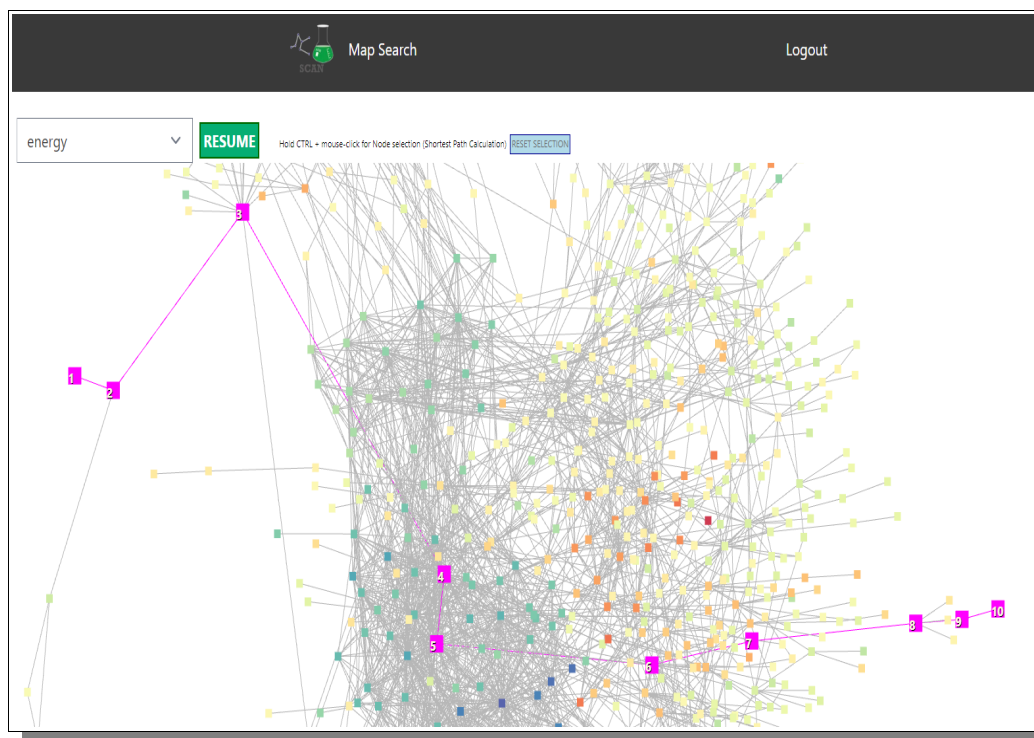 SCAN
Map Search
Logout
energy
RESUME
Hold CTRL + mouse-click for Node selection (Shortest Path Calculation)
RESET SELECTION
3
1
2
4
5
6
7
8
9
10